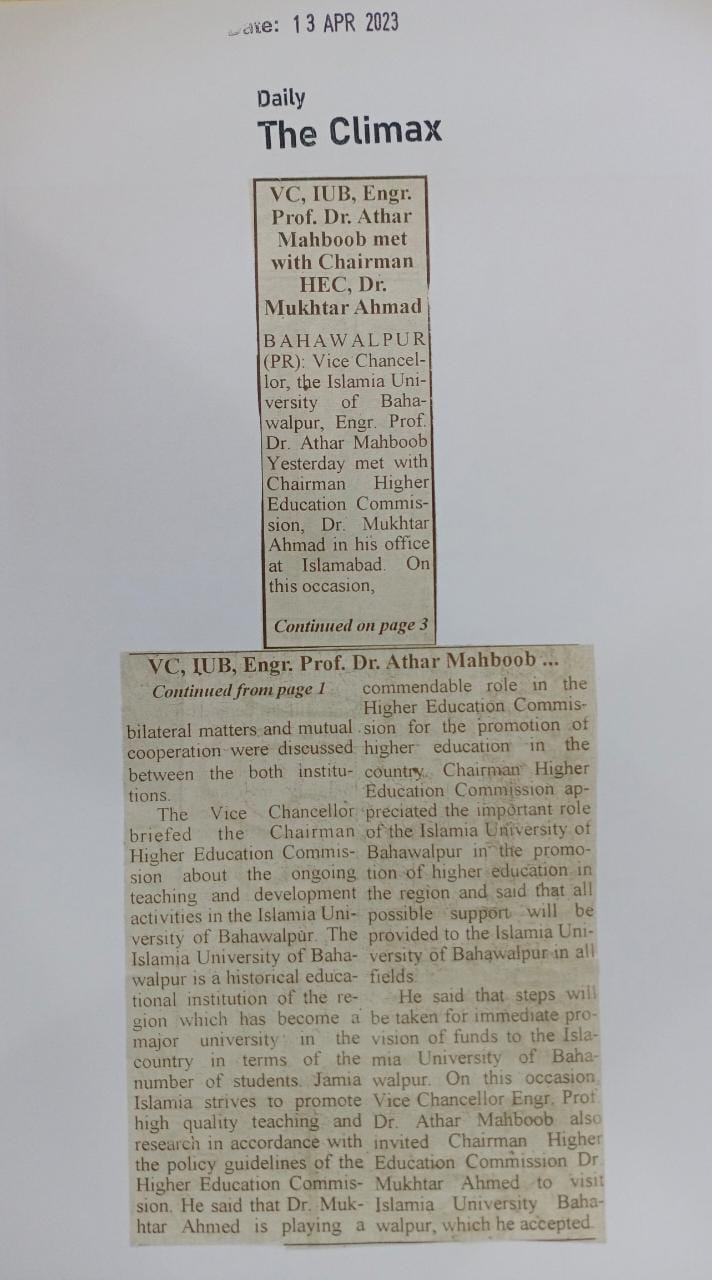 Date: 13 APR 2023
Daily
The Climax
VC, IUB, Engr.
Prof. Dr. Athar
Mahboob met
with Chairman
HEC, Dr.
Mukhtar Ahmad
BAHAWALPUR
(PR): Vice Chancel-
lor, the Islamia Uni-
versity of Baha-
walpur, Engr. Prof.
Dr. Athar Mahboob
Yesterday met with
Chairman Higher
Education Commis-
sion, Dr. Mukhtar
Ahmad in his office
at Islamabad. On
this occasion,
Continued on page 3
VC, IUB, Engr. Prof. Dr. Athar Mahboob ...
Continued from page 1
bilateral matters and mutual
cooperation were discussed
between the both institu-
tions.
The Vice Chancellor
briefed the Chairman
Higher Education Commis-
sion about the ongoing
teaching and development
activities in the Islamia Uni-
versity of Bahawalpur. The
Islamia University of Baha-
walpur is a historical educa-
tional institution of the re-
gion which has become a
major university in the
country in terms of the
number of students. Jamia
Islamia strives to promote
high quality teaching and
research in accordance with
the policy guidelines of the
Higher Education Commis-
sion. He said that Dr. Muk-
htar Ahmed is playing a
commendable role in the
Higher Education Commis-
sion for the promotion of
higher education in the
country. Chairman Higher
Education Commission ap-
preciated the important role
of the Islamia University of
Bahawalpur in the promo-
tion of higher education in
the region and said that all
possible support will be
provided to the Islamia Uni-
versity of Bahawalpur in all
fields.
He said that steps will
be taken for immediate pro-
vision of funds to the Isla-
mia University of Baha-
walpur. On this occasion,
Vice Chancellor Engr. Prof.
Dr. Athar Mahboob also
invited Chairman Higher
Education Commission Dr.
Mukhtar Ahmed to visit
Islamia University Baha-
walpur, which he accepted.